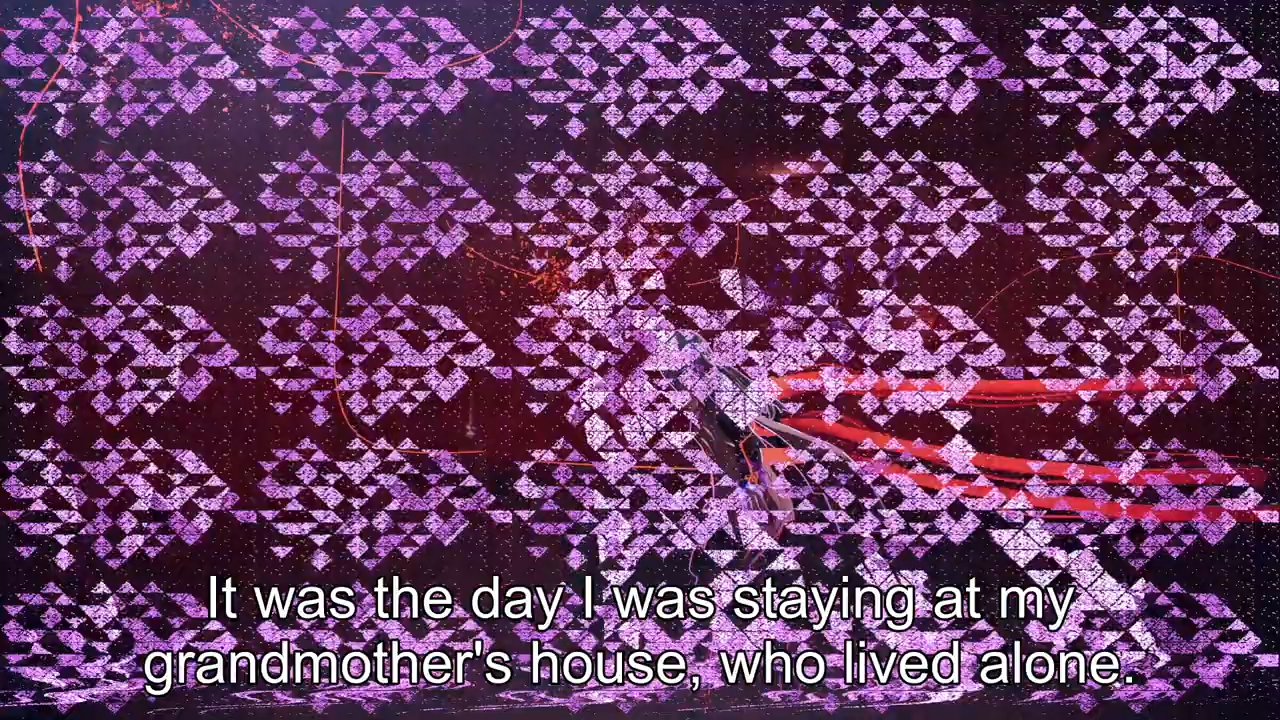 It was the day I was staying at my
grandmother's house, who lived alone.